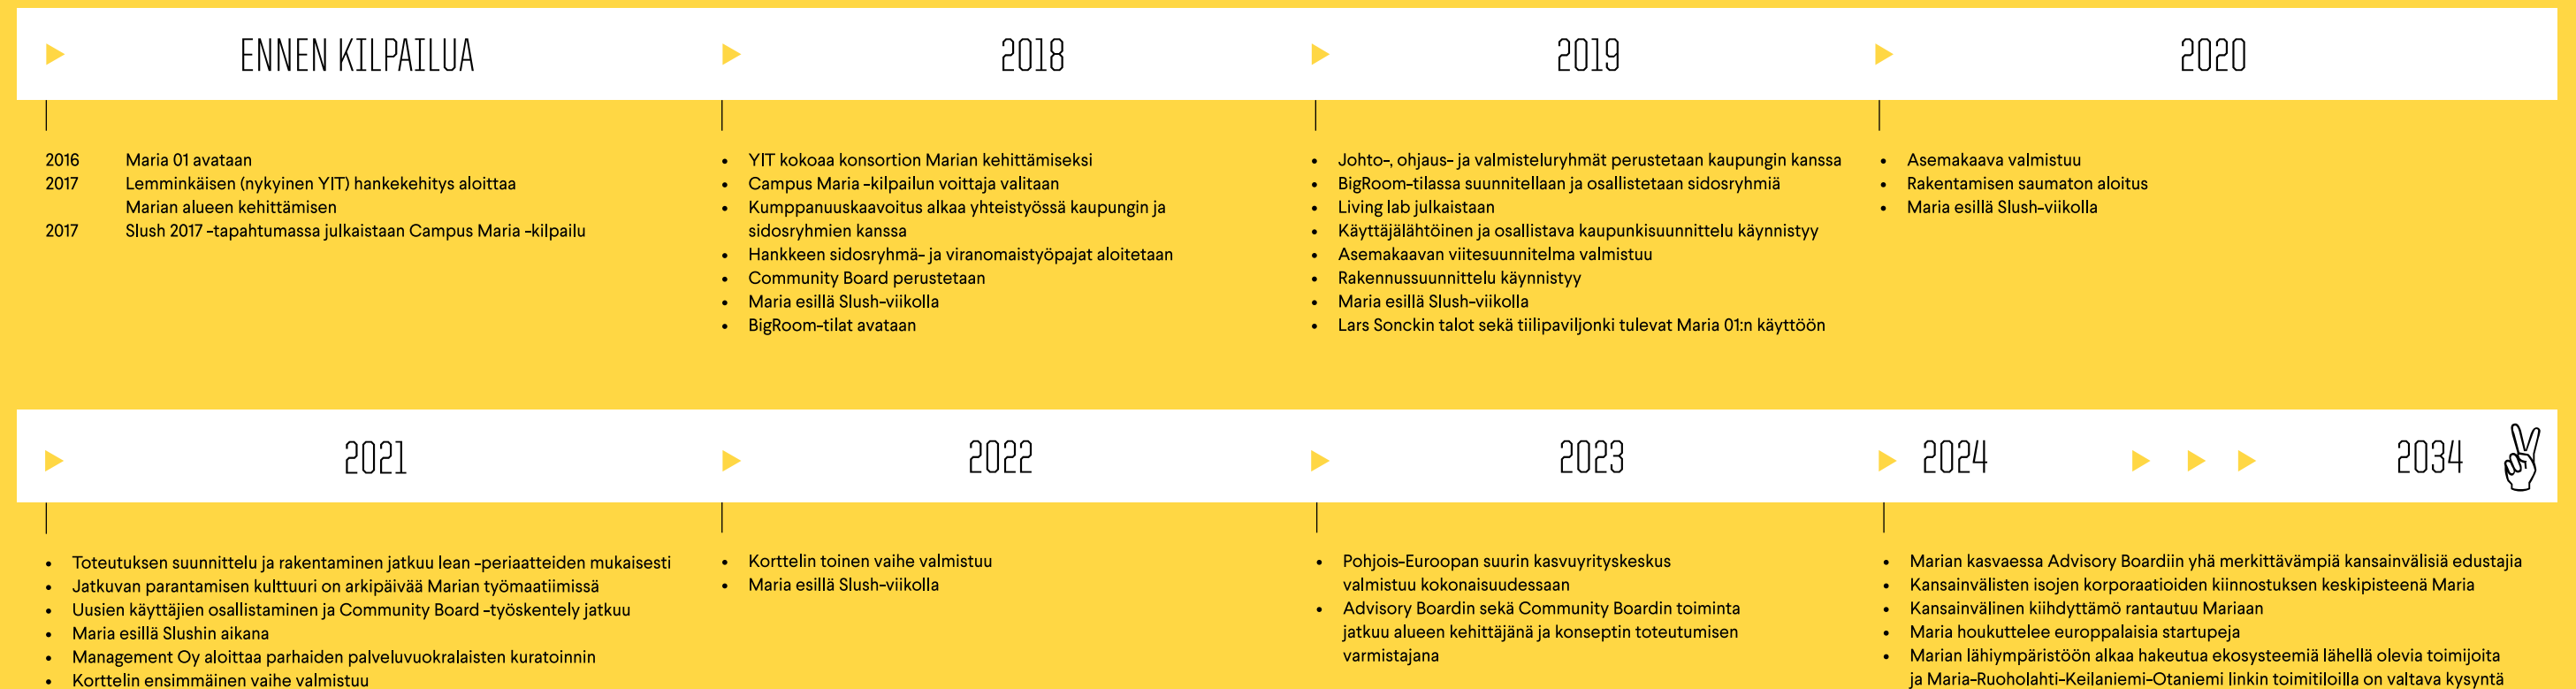 ENNEN KILPAILUA
2016 Maria 01 avataan
2017 Lemminkäisen (nykyinen YIT) hankekehitys aloittaa
Marian alueen kehittämisen
2017 Slush 2017 -tapahtumassa julkaistaan Campus Maria -kilpailu
2018
• YIT kokoaa konsortion Marian kehittämiseksi
• Campus Maria -kilpailun voittaja valitaan
• Kumppanuuskaavoitus alkaa yhteistyössä kaupungin ja
sidosryhmien kanssa
• Hankkeen sidosryhmä- ja viranomaistyöpajat aloitetaan
• Community Board perustetaan
• Maria esillä Slush-viikolla
• BigRoom-tilat avataan
2019
• Johto-, ohjaus- ja valmisteluryhmät perustetaan kaupungin kanssa
• BigRoom-tilassa suunnitellaan ja osallistetaan sidosryhmiä
• Living lab julkaistaan
• Käyttäjälähtöinen ja osallistava kaupunkisuunnittelu käynnistyy
• Asemakaavan viitesuunnitelma valmistuu
• Rakennussuunnittelu käynnistyy
• Maria esillä Slush-viikolla
• Lars Sonckin talot sekä tiilipaviljonki tulevat Maria 01:n käyttöön
2020
• Asemakaava valmistuu
• Rakentamisen saumaton aloitus
• Maria esillä Slush-viikolla
2021
• Toteutuksen suunnittelu ja rakentaminen jatkuu lean -periaatteiden mukaisesti
• Jatkuvan parantamisen kulttuuri on arkipäivää Marian työmaatiimissä
• Uusien käyttäjien osallistaminen ja Community Board -työskentely jatkuu
• Maria esillä Slushin aikana
• Management Oy aloittaa parhaiden palveluvuokralaisten kuratoinnin
• Korttelin ensimmäinen vaihe valmistuu
2022
• Korttelin toinen vaihe valmistuu
• Maria esillä Slush-viikolla
2023
• Pohjois-Euroopan suurin kasvuyrityskeskus
valmistuu kokonaisuudessaan
• Advisory Boardin sekä Community Boardin toiminta
jatkuu alueen kehittäjänä ja konseptin toteutumisen
varmistajana
2024 2034
• Marian kasvaessa Advisory Boardiin yhä merkittävämpiä kansainvälisiä edustajia
• Kansainvälisten isojen korporaatioiden kiinnostuksen keskipisteenä Maria
• Kansainvälinen kiihdyttämö rantautuu Mariaan
• Maria houkuttelee europpalaisia startupeja
• Marian lähiympäristöön alkaa hakeutua ekosysteemiä lähellä olevia toimijoita
ja Maria-Ruoholahti-Keilaniemi-Otaniemi linkin toimitiloilla on valtava kysyntä